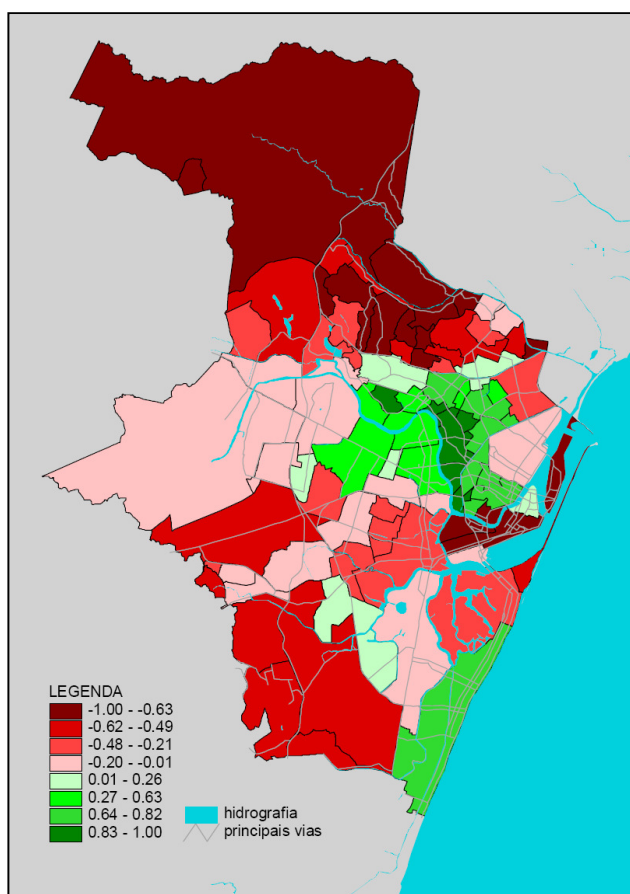 LEGENDA
-1.00 - -0.63
-0.62 - -0.49
-0.48 - -0.21
-0.20 - -0.01
0.01 - 0.26
0.27 - 0.63
0.64 - 0.82
0.83 - 1.00
hidrografia
principais vias